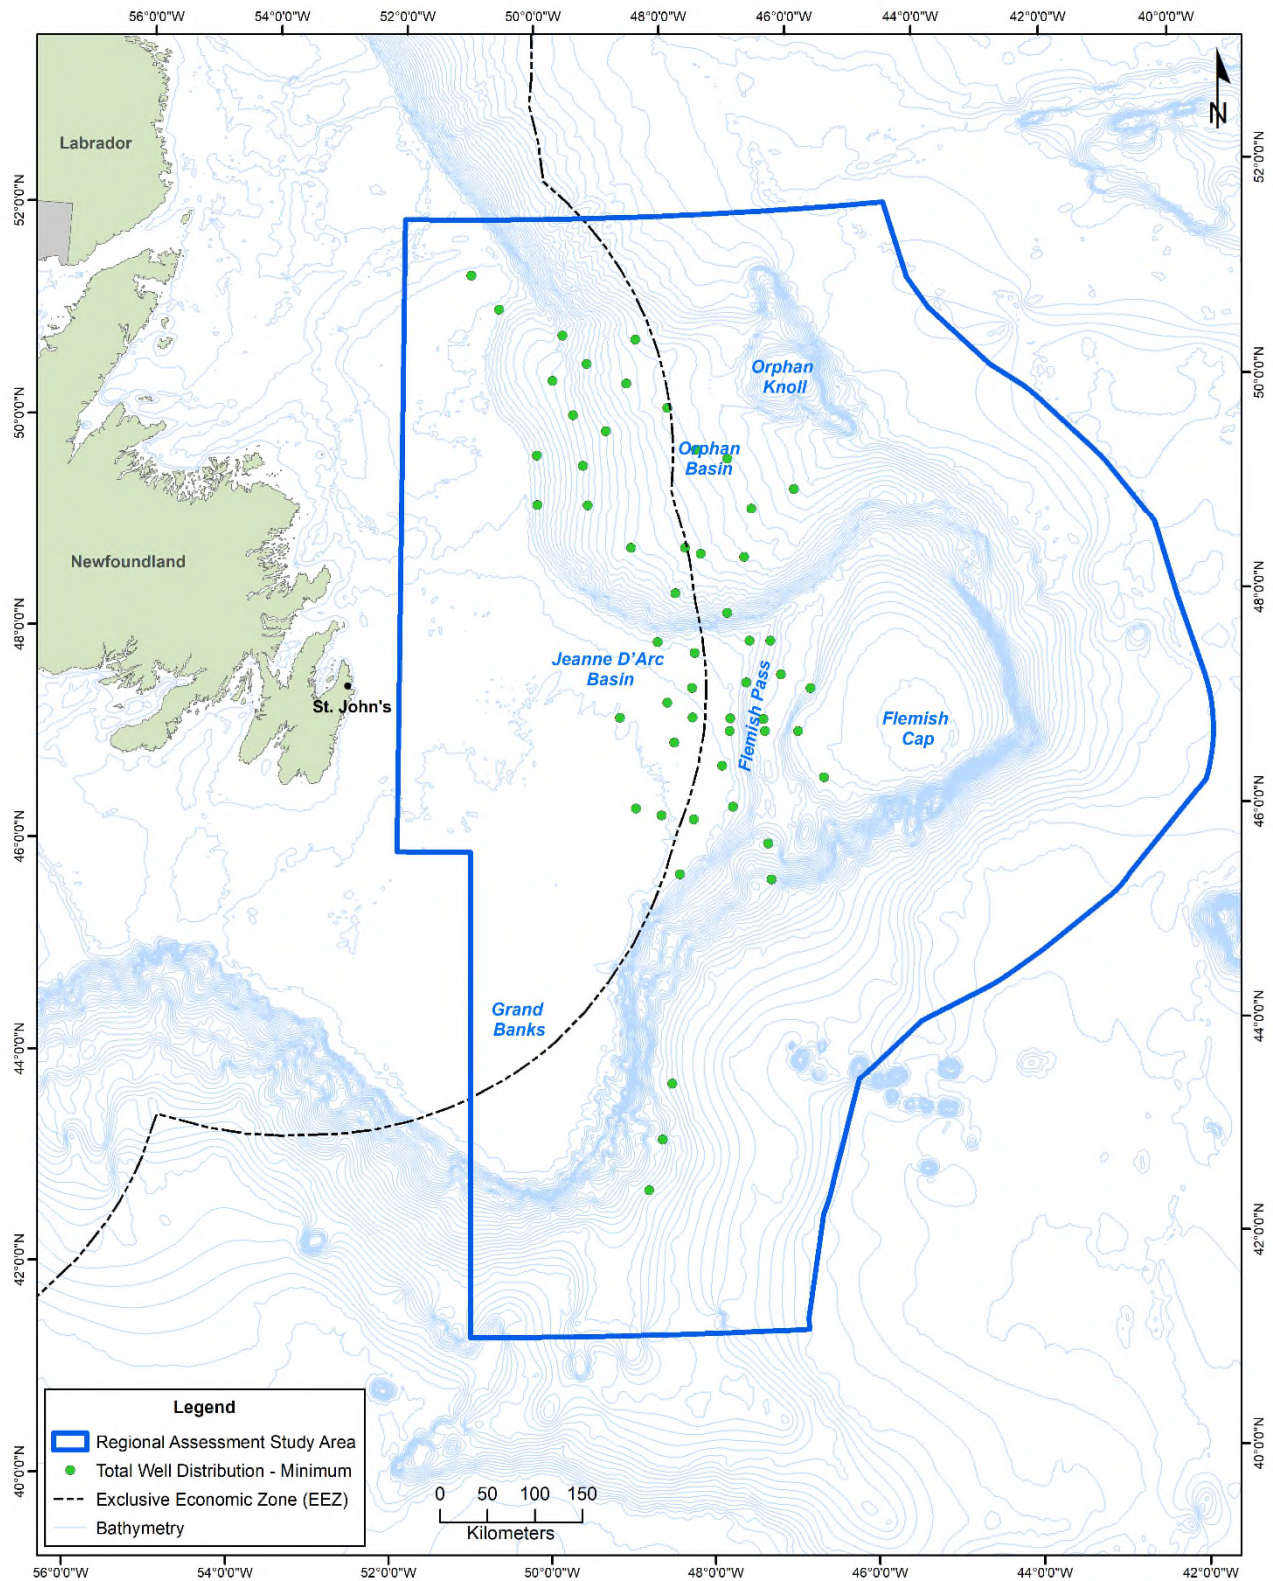 56°0'0"W
54°0'0"W
52°0'0"W
50°0'0"W
48°0'0"W
46°0'0"W
44°0'0"W
42°0'0"W
40°0'0"W
N
Labrador
52°0'0"N
52°0'0"N
Orphan
Knoll
50°0'0"N
50°0'0"N
Orphan
Basin
Newfoundland
48°0'0"N
48°0'0"N
Jeanne D'Arc
Basin
Flemish Pass
St. John's
Flemish
Cap
46°0'0"N
46°0'0"N
Grand
Banks
44°0'0"N
44°0'0"N
42°0'0"N
42°0'0"N
40°0'0"N
40°0'0"N
Legend
Regional Assessment Study Area
Total Well Distribution - Minimum
Exclusive Economic Zone (EEZ)
Bathymetry
0 50 100 150
Kilometers
56°0'0"W
54°0'0"W
52°0'0"W
50°0'0"W
48°0'0"W
46°0'0"W
44°0'0"W
42°0'0"W